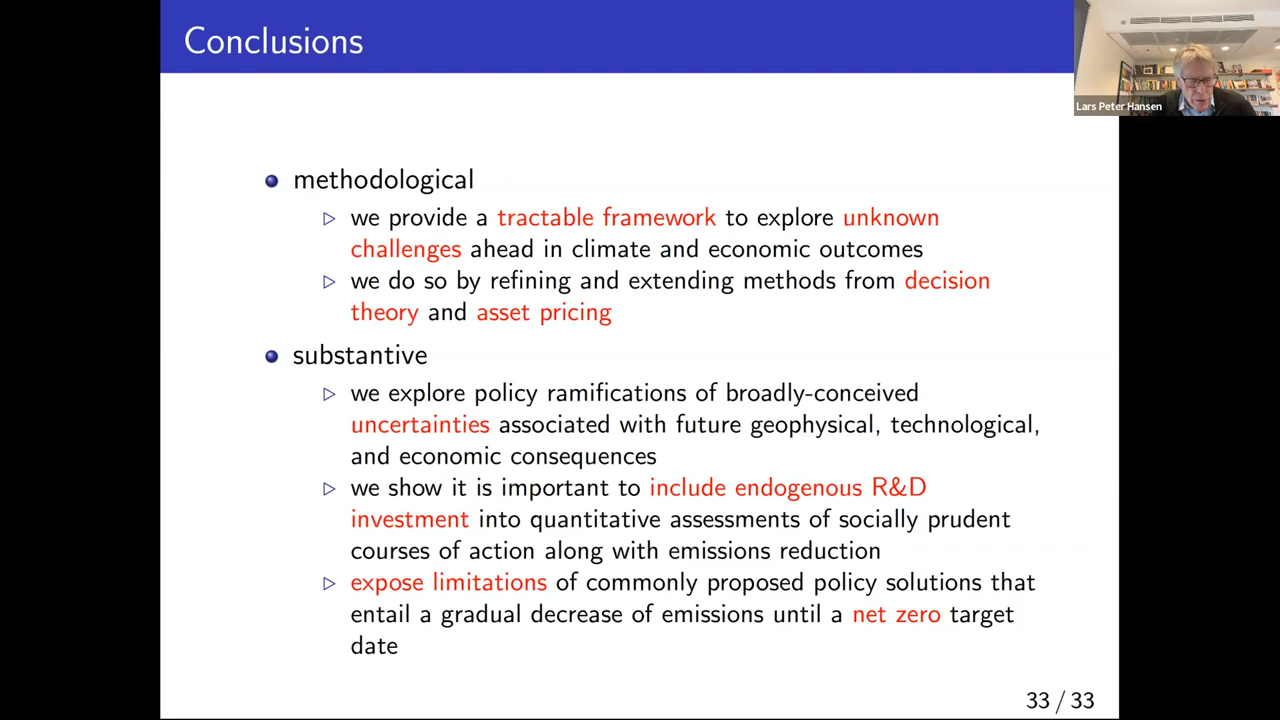 Conclusions
Lars Peter Hansen
methodological
we provide a tractable framework to explore unknown
challenges ahead in climate and economic outcomes
we do so by refining and extending methods from decision
theory and asset pricing
substantive
we explore policy ramifications of broadly-conceived
uncertainties associated with future geophysical, technological,
and economic consequences
we show it is important to include endogenous R&D
investment into quantitative assessments of socially prudent
courses of action along with emissions reduction
expose limitations of commonly proposed policy solutions that
entail a gradual decrease of emissions until a net zero target
date
33 / 33